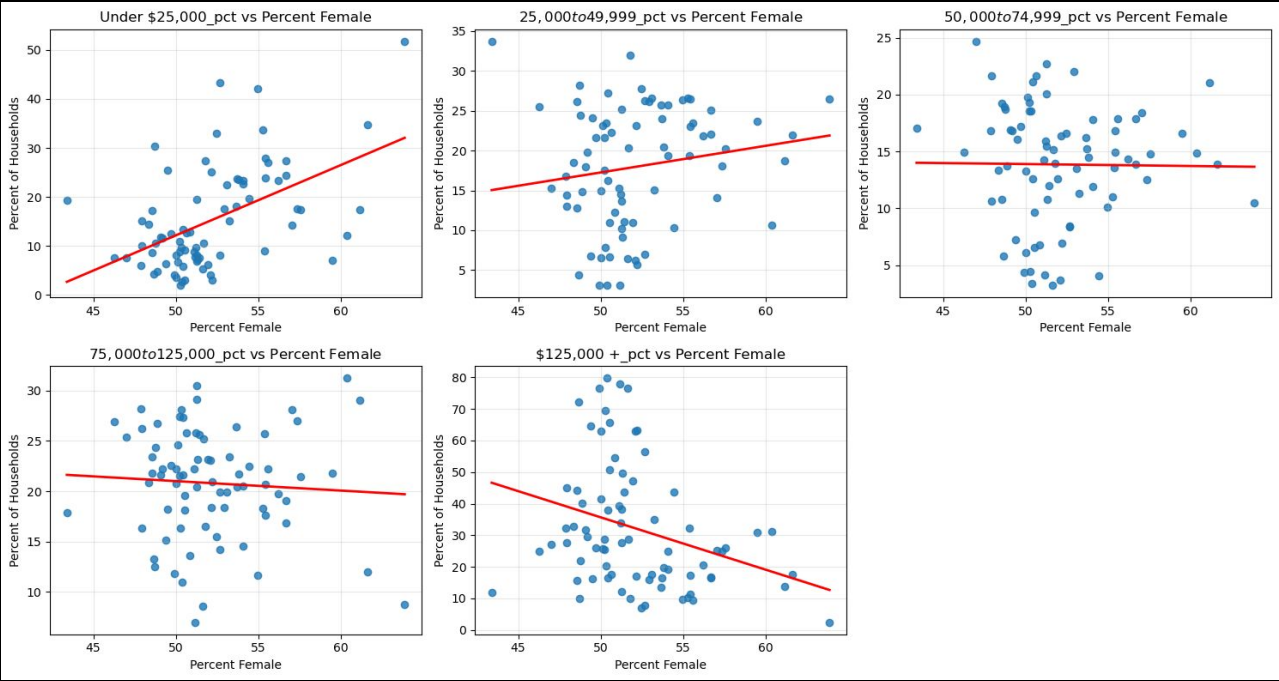 Under $25,000_pct vs Percent Female
50
40
30
20
10
0
Percent of Households
45 50 55 60
Percent Female
25,000to49,999_pct vs Percent Female
35
30
25
20
15
10
5
Percent of Households
45 50 55 60
Percent Female
50,000to74,999_pct vs Percent Female
25
20
15
10
5
Percent of Households
45 50 55 60
Percent Female
75,000to125,000_pct vs Percent Female
30
25
20
15
10
Percent of Households
45 50 55 60
Percent Female
$125,000 +_pct vs Percent Female
80
70
60
50
40
30
20
10
0
Percent of Households
45 50 55 60
Percent Female